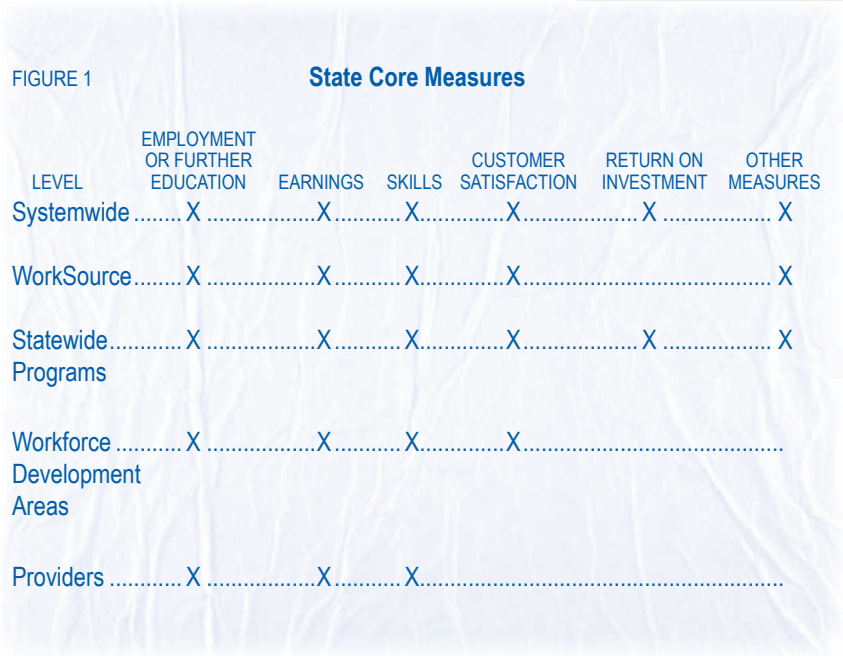 FIGURE 1 State Core Measures
LEVEL EMPLOYMENT OR FURTHER EDUCATION EARNINGS SKILLS CUSTOMER SATISFACTION RETURN ON INVESTMENT OTHER MEASURES
Systemwide ........ X .................X ........... X.............X.................... X ................... X
WorkSource........ X .................X ........... X.............X........................................... X
Statewide............ X .................X ........... X.............X.................... X ................... X
Programs
Workforce ........... X .................X ........... X.............X.............................................
Development
Areas
Providers ............ X .................X ........... X................................................................